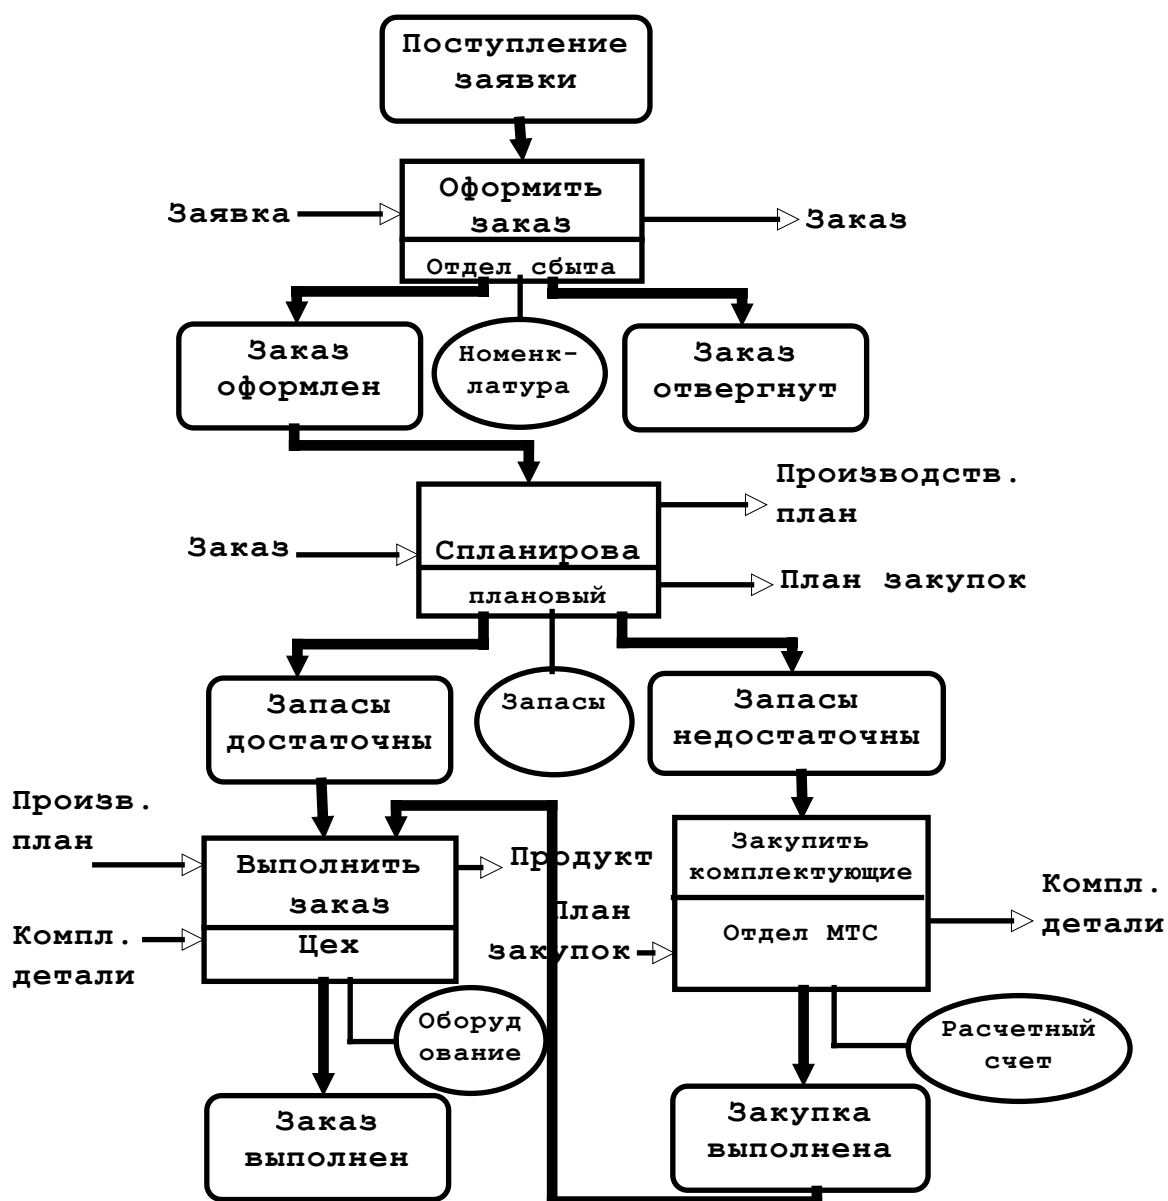 Поступление
заявки
Оформить
заказ
Заявка
Заказ
Отдел сбыта
Заказ
оформлен
Номенк-
латура
Заказ
отвергнут
Производств.
план
Заказ
Спланирова
План закупок
плановый
Запасы
достаточны
Запасы
Запасы
недостаточны
Произв.
план
Выполнить
заказ
Продукт
Закупить
комплектующие
План
закупок
Компл.
детали
Компл.
детали
Цех
Отдел МТС
Оборуд
ование
Расчетный
счет
Заказ
выполнен
Закупка
выполнена